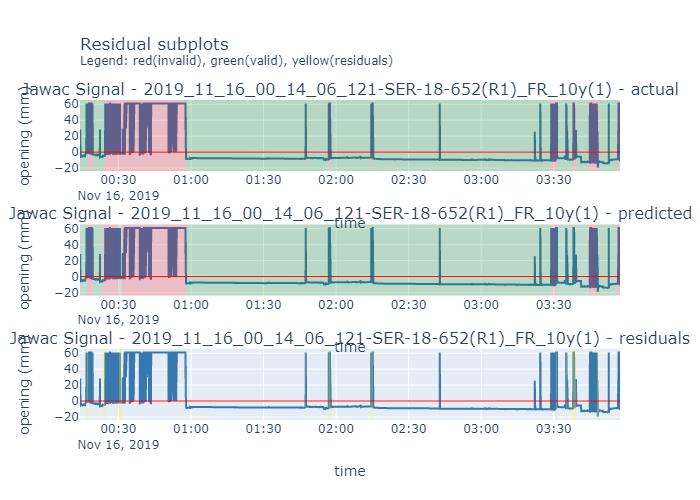 Residual subplots
Legend: red(invalid), green(valid), yellow(residuals)
Jawac Signal - 2019_11_16_00_14_06_121-SER-18-652(R1)_FR_10y(1) - actual
opening (mm)
60
40
20
0
−20
00:30 01:00 01:30 02:00 02:30 03:00 03:30
Nov 16, 2019
time
Jawac Signal - 2019_11_16_00_14_06_121-SER-18-652(R1)_FR_10y(1) - predicted
opening (mm)
60
40
20
0
−20
00:30 01:00 01:30 02:00 02:30 03:00 03:30
Nov 16, 2019
time
Jawac Signal - 2019_11_16_00_14_06_121-SER-18-652(R1)_FR_10y(1) - residuals
opening (mm)
60
40
20
0
−20
00:30 01:00 01:30 02:00 02:30 03:00 03:30
Nov 16, 2019
time